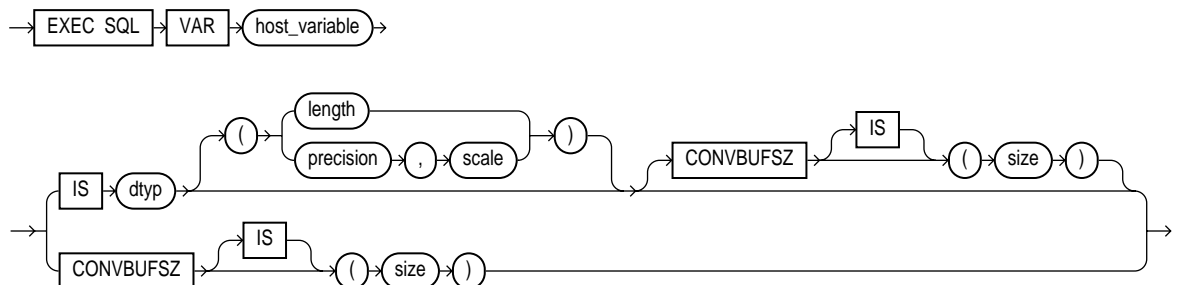 EXEC SQL VAR host_variable
length
IS
( )
precision , scale CONVBUFSZ ( size )
IS dtyp
IS
CONVBUFSZ ( size )